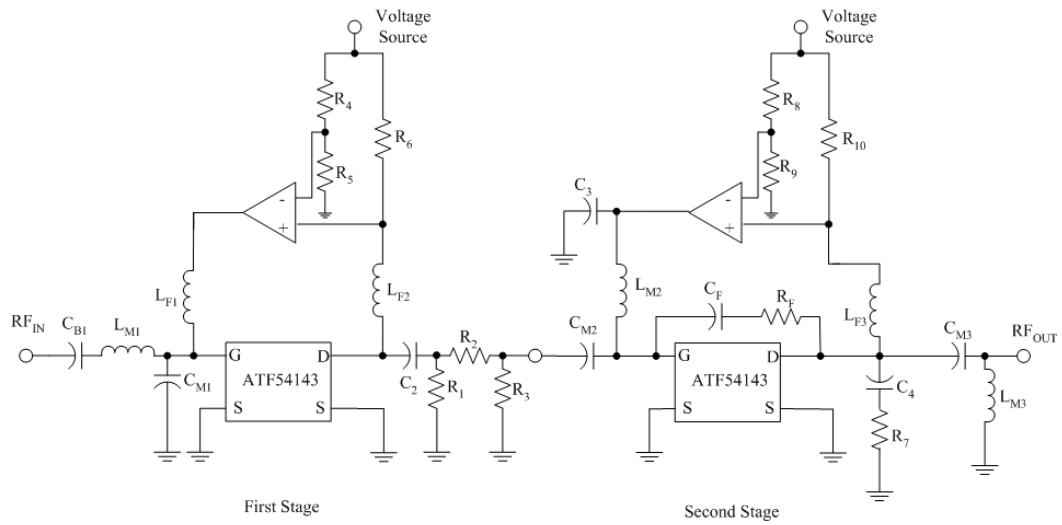 Voltage
Source
R4
R5
R6
-
+
LF1
LF2
RFIN
CB1
LM1
CM1
G
D
ATF54143
S
S
C2
R1
R2
R3
First Stage
Voltage
Source
R8
R9
R10
-
+
C3
LM2
CF
RF
LF3
CM2
G
D
ATF54143
S
S
C4
R7
CM3
RFOUT
LM3
Second Stage